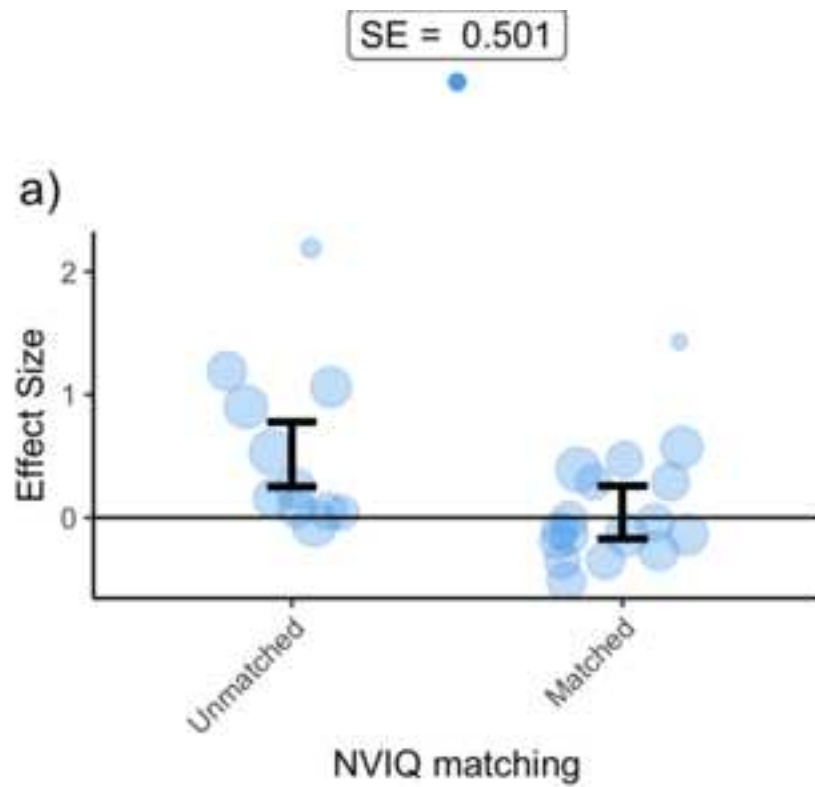 SE = 0.501
a)
Effect Size
2
1
0
Unmatched
Matched
NVIQ matching